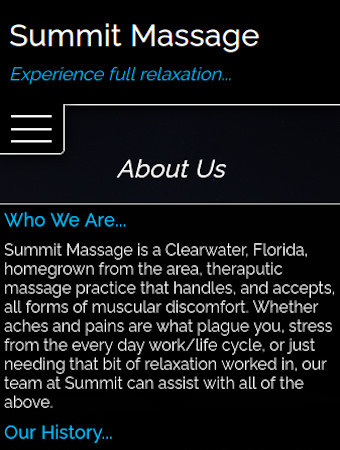 Summit Massage
Experience full relaxation...
About Us
Who We Are...
Summit Massage is a Clearwater, Florida,
homegrown from the area, theraputic
massage practice that handles, and accepts,
all forms of muscular discomfort. Whether
aches and pains are what plague you, stress
from the every day work/life cycle, or just
needing that bit of relaxation worked in, our
team at Summit can assist with all of the
above.
Our History...